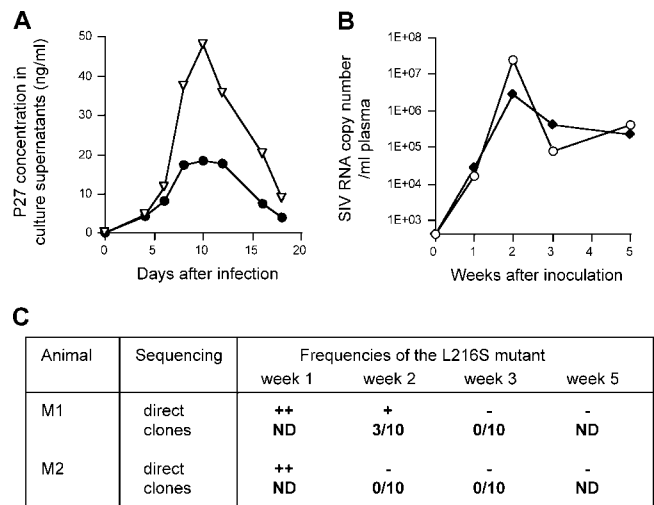 A
P27 concentration in
culture supernatants (ng/ml)
50
40
30
20
10
0
0 5 10 15 20
Days after infection
B
SIV RNA copy number
/ml plasma
1E+08
1E+07
1E+06
1E+05
1E+04
1E+03
0 1 2 3 4 5
Weeks after inoculation
C
Animal Sequencing Frequencies of the L216S mutant
week 1 week 2 week 3 week 5
M1 direct ++ + - -
clones ND 3/10 0/10 ND
M2 direct ++ - - -
clones ND 0/10 0/10 ND